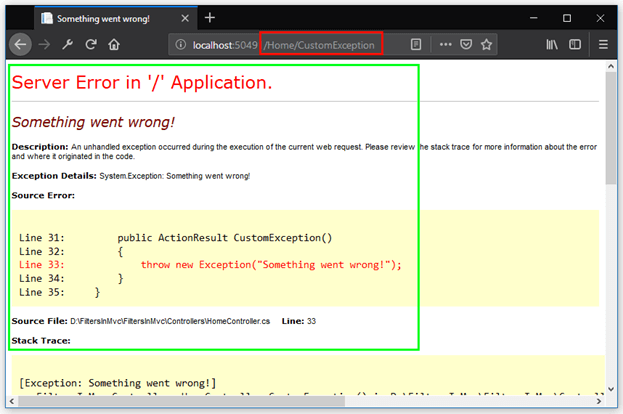 Something went wrong!
localhost:5049/Home/CustomException
Server Error in '/' Application.
Something went wrong!
Description: An unhandled exception occurred during the execution of the current web request. Please review the stack trace for more information about the error
and where it originated in the code.
Exception Details: System.Exception: Something went wrong!
Source Error:
Line 31: public ActionResult CustomException()
Line 32: {
Line 33: throw new Exception("Something went wrong!");
Line 34: }
Line 35: }
Source File: D:\FiltersInMvc\FiltersInMvc\Controllers\HomeController.cs Line: 33
Stack Trace:
[Exception: Something went wrong!]